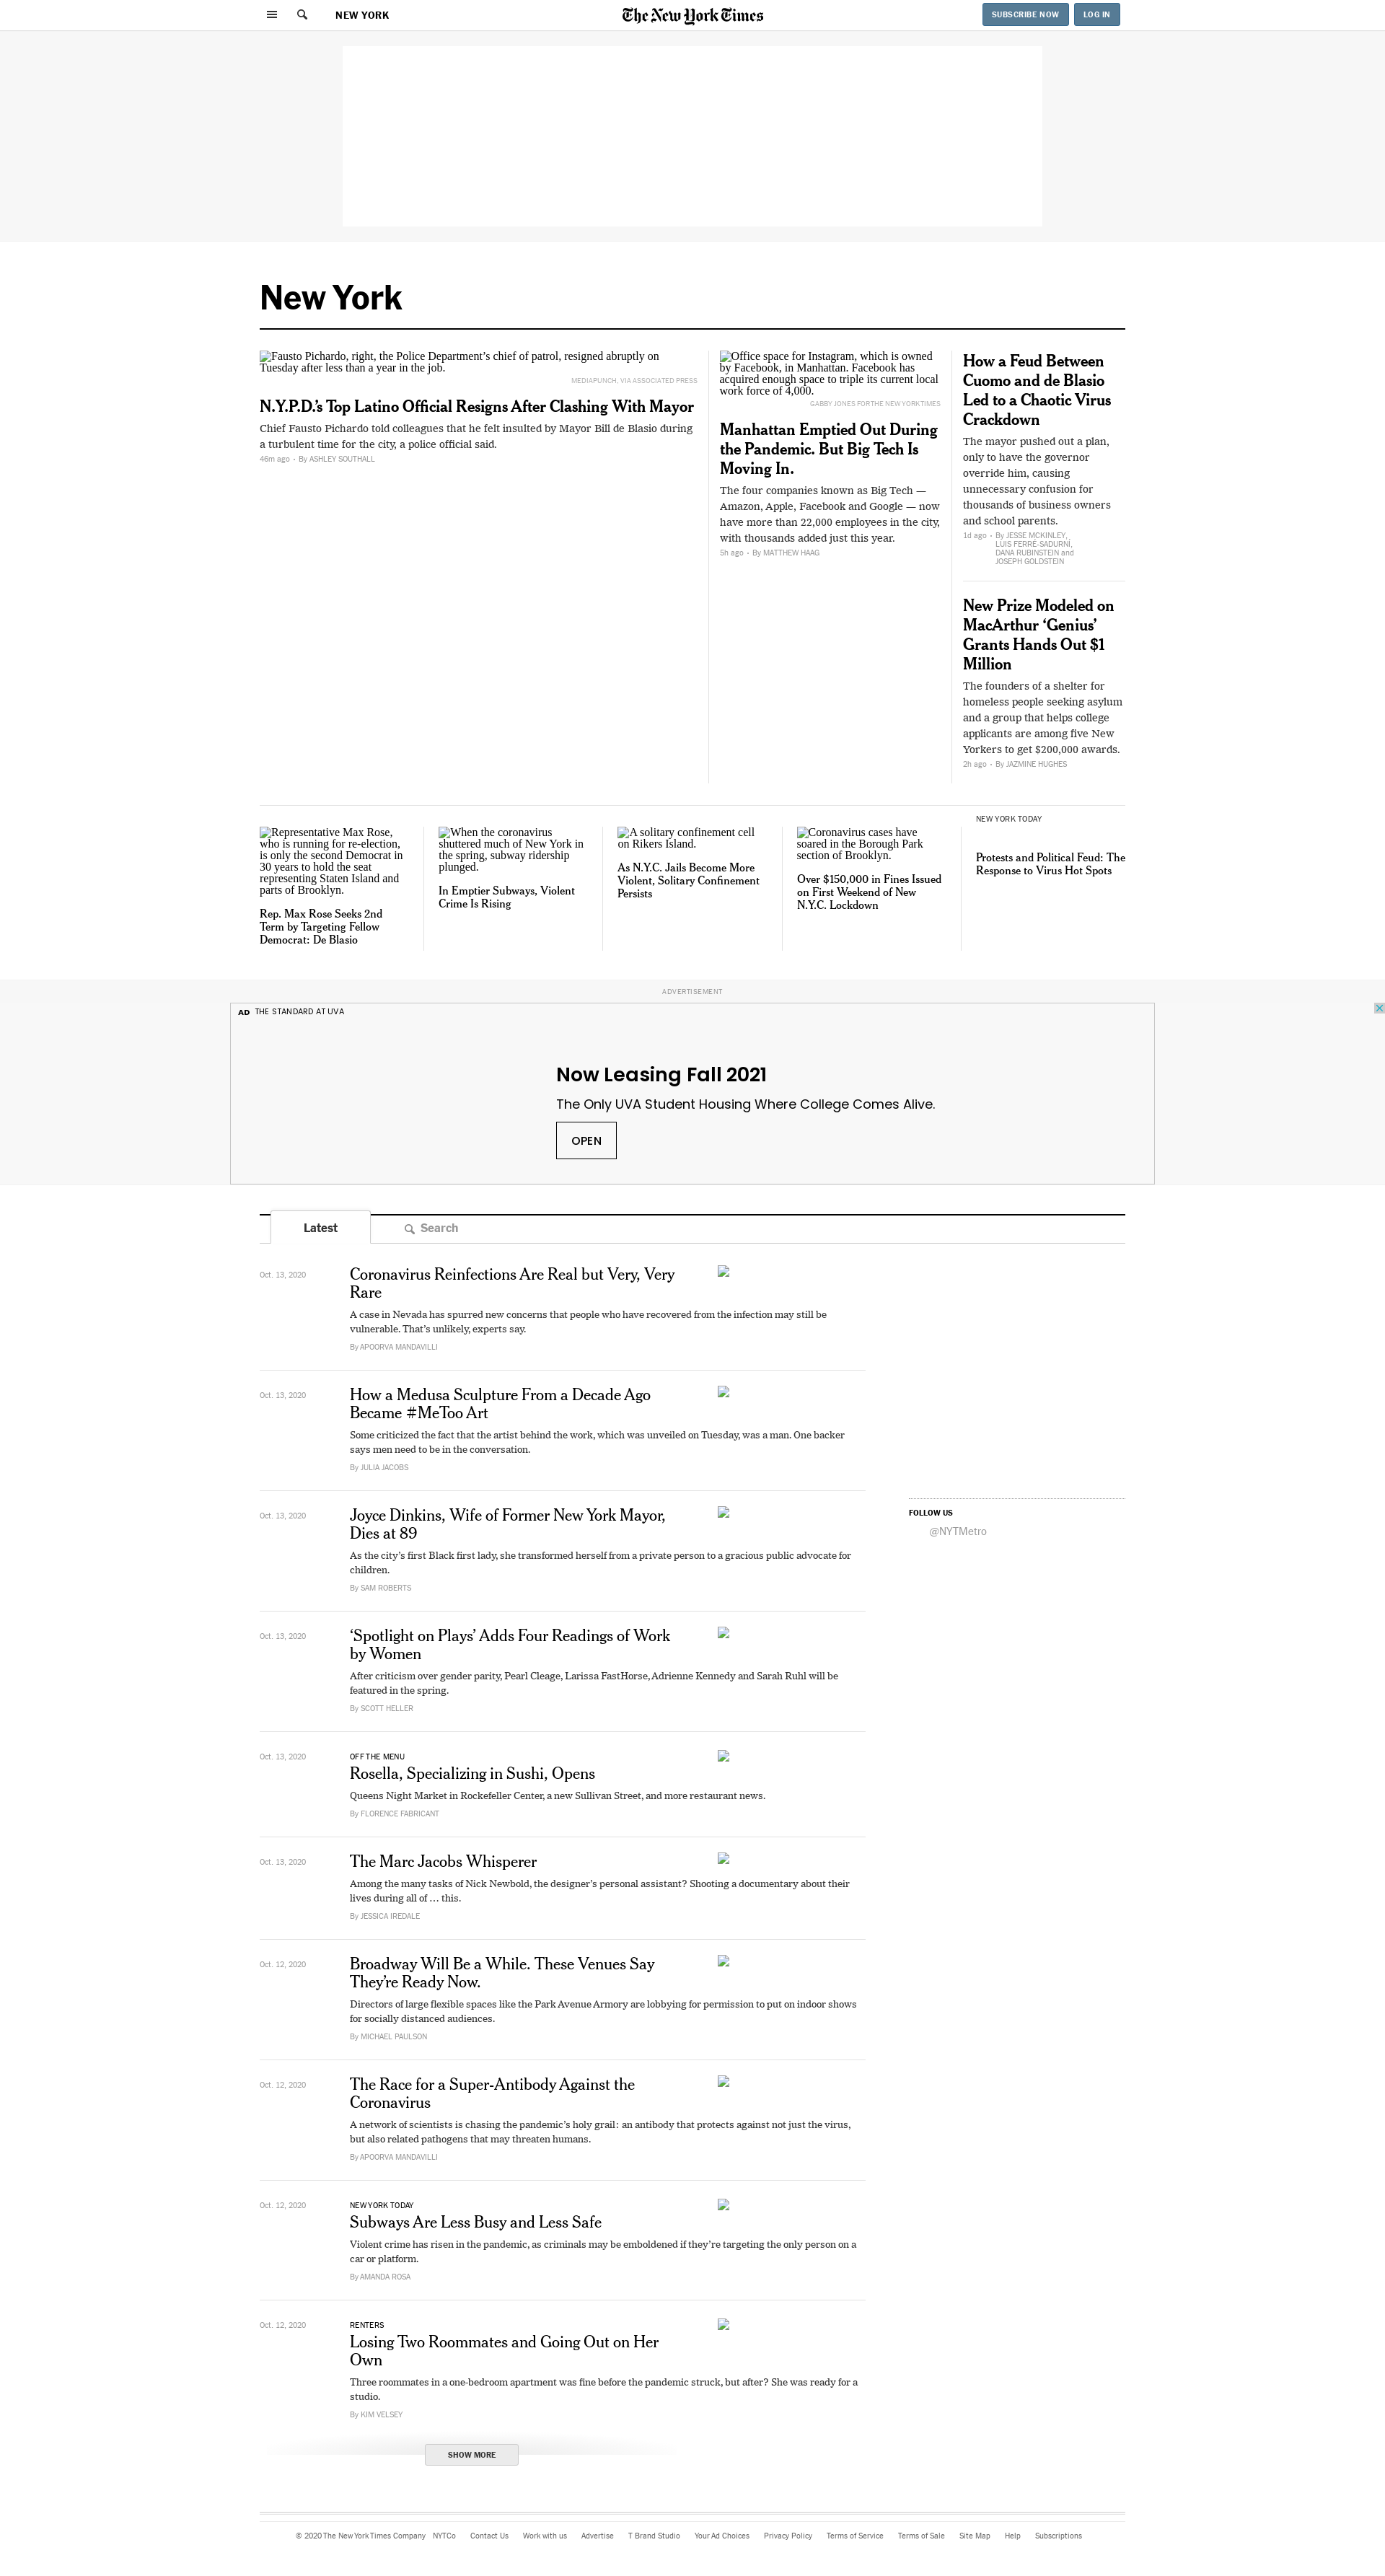 NEW YORK
The New York Times
SUBSCRIBE NOW
LOG IN
New York
Fausto Pichardo, right, the Police Department’s chief of patrol, resigned abruptly on
Tuesday after less than a year in the job.
MEDIAPUNCH, VIA ASSOCIATED PRESS
N.Y.P.D.’s Top Latino Official Resigns After Clashing With Mayor
Chief Fausto Pichardo told colleagues that he felt insulted by Mayor Bill de Blasio during
a turbulent time for the city, a police official said.
46m ago • By ASHLEY SOUTHALL
Office space for Instagram, which is owned
by Facebook, in Manhattan. Facebook has
acquired enough space to triple its current local
work force of 4,000.
GABBY JONES FOR THE NEW YORK TIMES
Manhattan Emptied Out During
the Pandemic. But Big Tech Is
Moving In.
The four companies known as Big Tech —
Amazon, Apple, Facebook and Google — now
have more than 22,000 employees in the city,
with thousands added just this year.
5h ago • By MATTHEW HAAG
How a Feud Between
Cuomo and de Blasio
Led to a Chaotic Virus
Crackdown
The mayor pushed out a plan,
only to have the governor
override him, causing
unnecessary confusion for
thousands of business owners
and school parents.
1d ago • By JESSE MCKINLEY,
LUIS FERRÉ-SADURNÍ,
DANA RUBINSTEIN and
JOSEPH GOLDSTEIN
New Prize Modeled on
MacArthur ‘Genius’
Grants Hands Out $1
Million
The founders of a shelter for
homeless people seeking asylum
and a group that helps college
applicants are among five New
Yorkers to get $200,000 awards.
2h ago • By JAZMINE HUGHES
Representative Max Rose,
who is running for re-election,
is only the second Democrat in
30 years to hold the seat
representing Staten Island and
parts of Brooklyn.
Rep. Max Rose Seeks 2nd
Term by Targeting Fellow
Democrat: De Blasio
When the coronavirus
shuttered much of New York in
the spring, subway ridership
plunged.
In Emptier Subways, Violent
Crime Is Rising
A solitary confinement cell
on Rikers Island.
As N.Y.C. Jails Become More
Violent, Solitary Confinement
Persists
Coronavirus cases have
soared in the Borough Park
section of Brooklyn.
Over $150,000 in Fines Issued
on First Weekend of New
N.Y.C. Lockdown
NEW YORK TODAY
Protests and Political Feud: The
Response to Virus Hot Spots
ADVERTISEMENT
AD THE STANDARD AT UVA
Now Leasing Fall 2021
The Only UVA Student Housing Where College Comes Alive.
OPEN
Latest
Search
Oct. 13, 2020
Coronavirus Reinfections Are Real but Very, Very
Rare
A case in Nevada has spurred new concerns that people who have recovered from the infection may still be
vulnerable. That’s unlikely, experts say.
By APOORVA MANDAVILLI
Oct. 13, 2020
How a Medusa Sculpture From a Decade Ago
Became #MeToo Art
Some criticized the fact that the artist behind the work, which was unveiled on Tuesday, was a man. One backer
says men need to be in the conversation.
By JULIA JACOBS
Oct. 13, 2020
Joyce Dinkins, Wife of Former New York Mayor,
Dies at 89
As the city’s first Black first lady, she transformed herself from a private person to a gracious public advocate for
children.
By SAM ROBERTS
FOLLOW US
@NYTMetro
Oct. 13, 2020
‘Spotlight on Plays’ Adds Four Readings of Work
by Women
After criticism over gender parity, Pearl Cleage, Larissa FastHorse, Adrienne Kennedy and Sarah Ruhl will be
featured in the spring.
By SCOTT HELLER
Oct. 13, 2020
OFF THE MENU
Rosella, Specializing in Sushi, Opens
Queens Night Market in Rockefeller Center, a new Sullivan Street, and more restaurant news.
By FLORENCE FABRICANT
Oct. 13, 2020
The Marc Jacobs Whisperer
Among the many tasks of Nick Newbold, the designer’s personal assistant? Shooting a documentary about their
lives during all of … this.
By JESSICA IREDALE
Oct. 12, 2020
Broadway Will Be a While. These Venues Say
They’re Ready Now.
Directors of large flexible spaces like the Park Avenue Armory are lobbying for permission to put on indoor shows
for socially distanced audiences.
By MICHAEL PAULSON
Oct. 12, 2020
The Race for a Super-Antibody Against the
Coronavirus
A network of scientists is chasing the pandemic’s holy grail: an antibody that protects against not just the virus,
but also related pathogens that may threaten humans.
By APOORVA MANDAVILLI
Oct. 12, 2020
NEW YORK TODAY
Subways Are Less Busy and Less Safe
Violent crime has risen in the pandemic, as criminals may be emboldened if they’re targeting the only person on a
car or platform.
By AMANDA ROSA
Oct. 12, 2020
RENTERS
Losing Two Roommates and Going Out on Her
Own
Three roommates in a one-bedroom apartment was fine before the pandemic struck, but after? She was ready for a
studio.
By KIM VELSEY
SHOW MORE
© 2020 The New York Times Company NYTCo Contact Us Work with us Advertise T Brand Studio Your Ad Choices Privacy Policy Terms of Service Terms of Sale Site Map Help Subscriptions